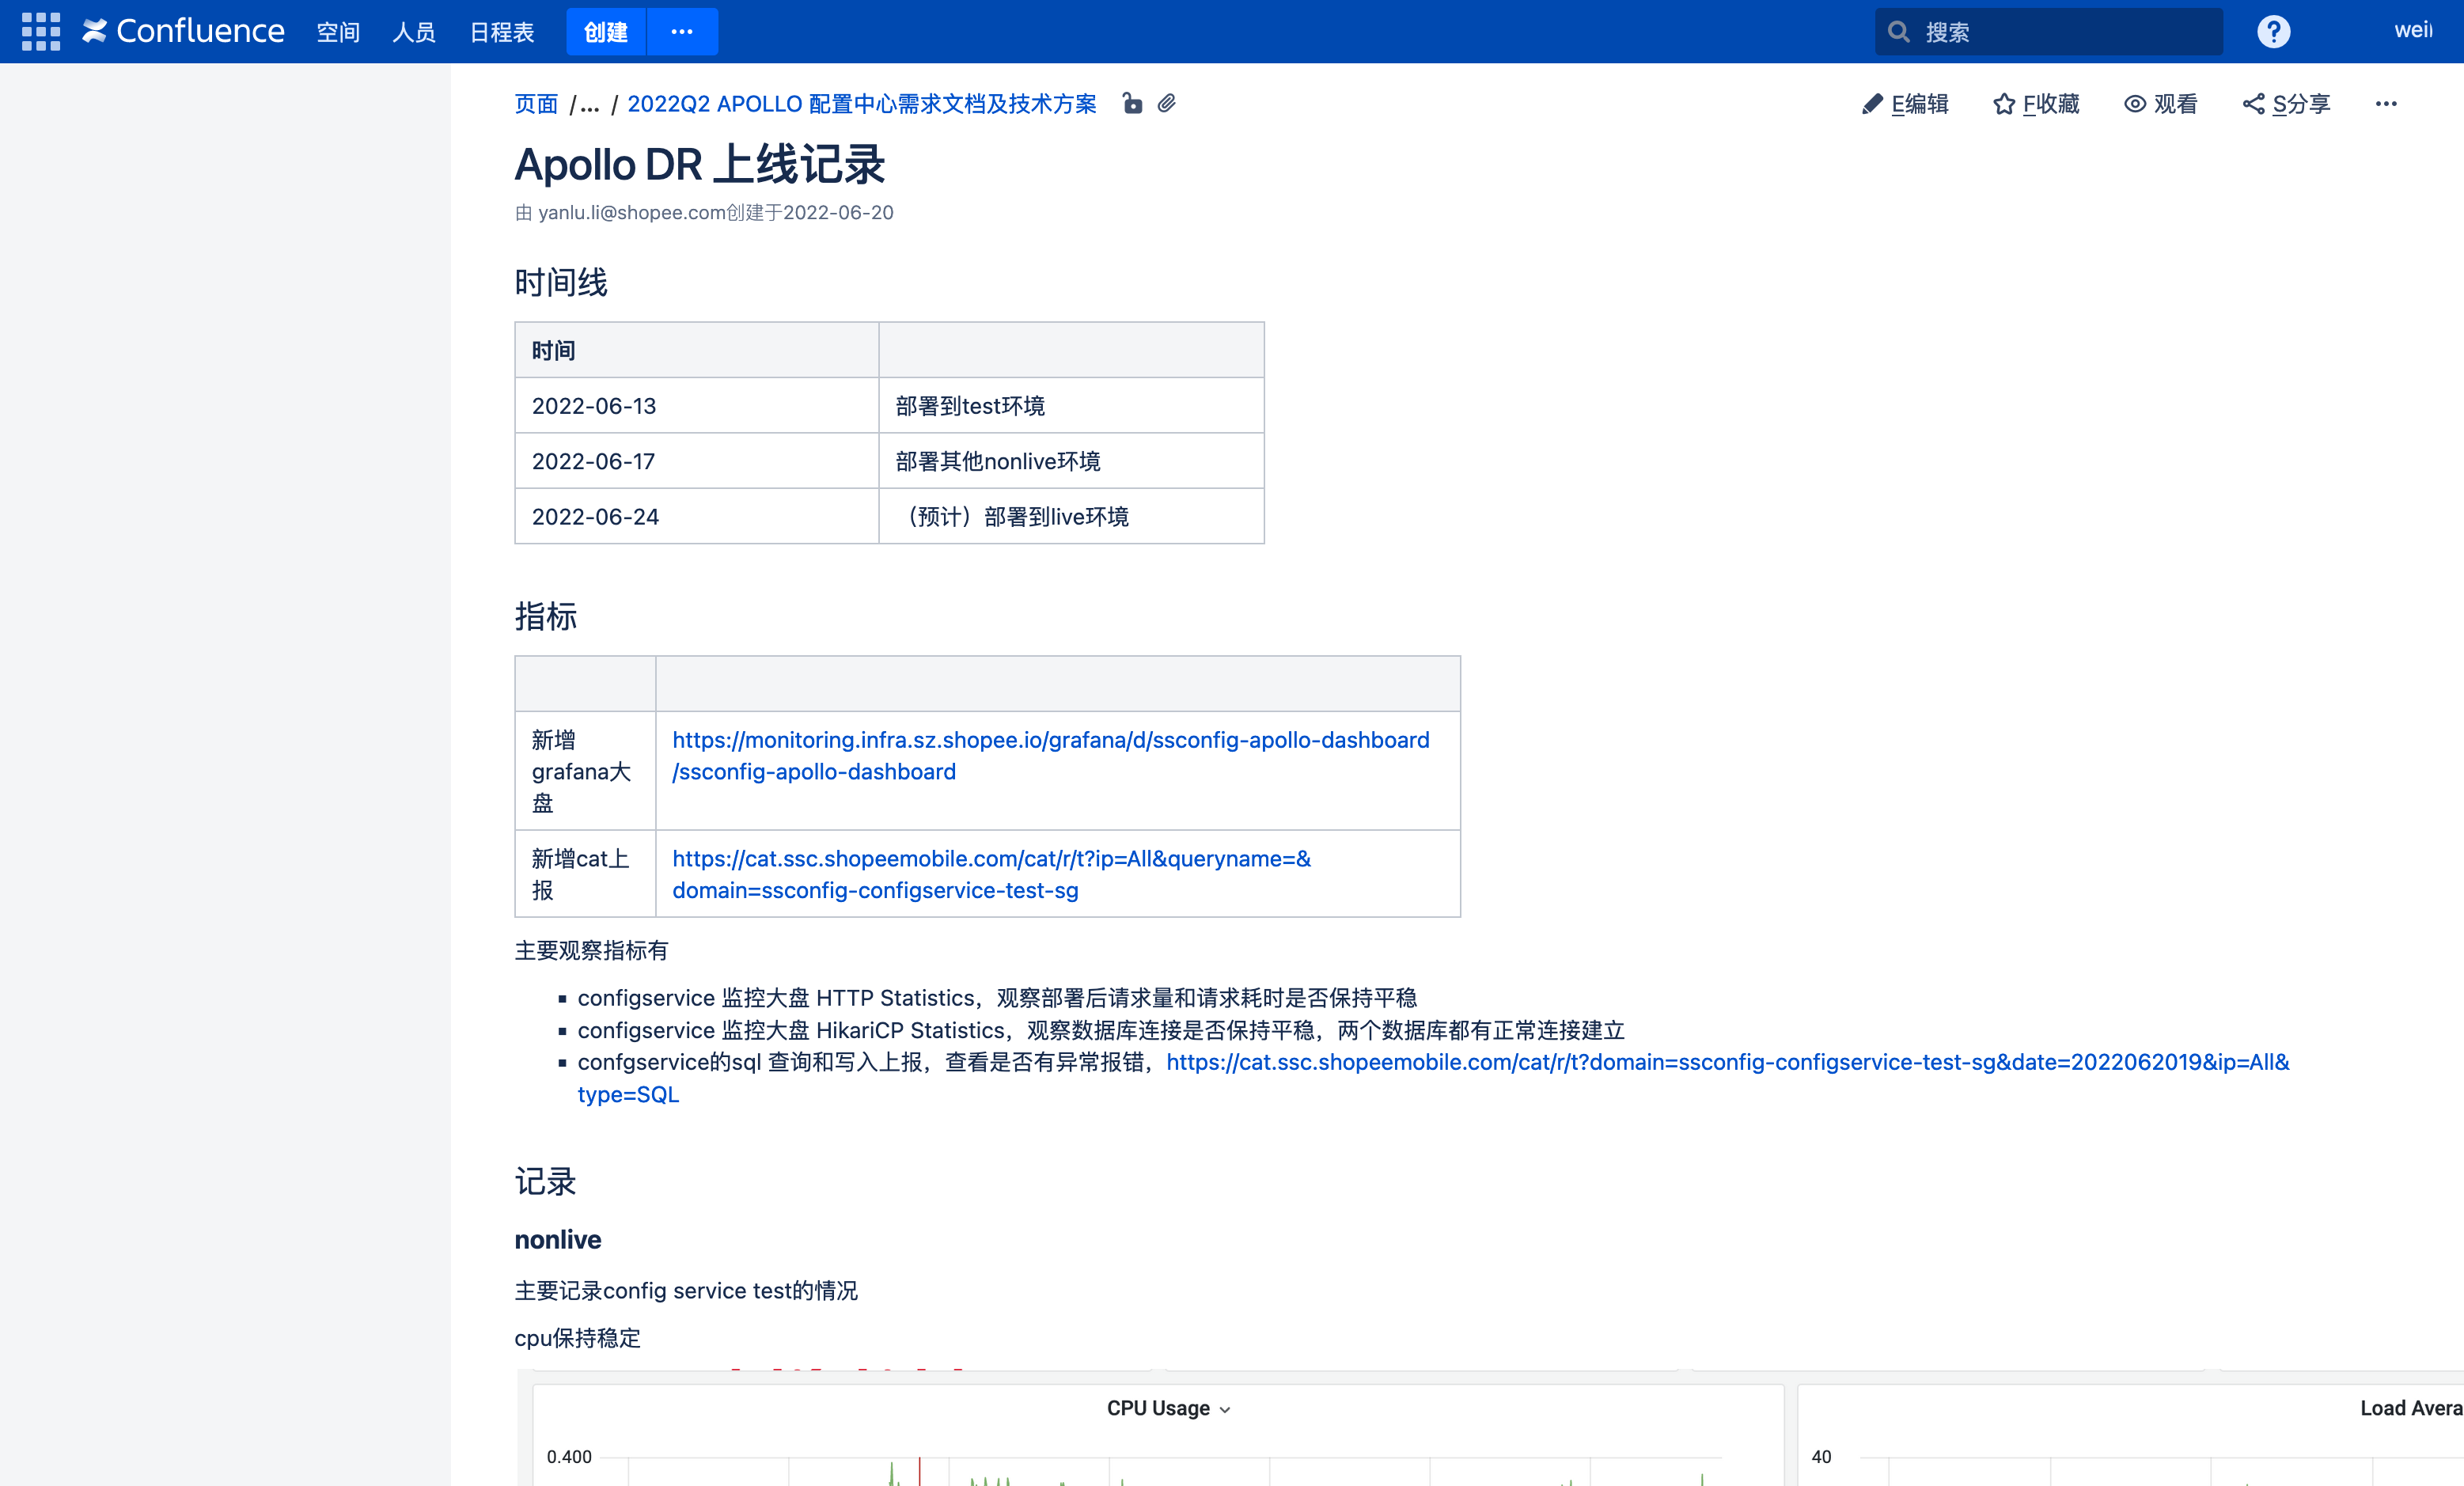 Confluence 空间 人员 日程表 创建 ··· 搜索 weil
页面 /... / 2022Q2 APOLLO 配置中心需求文档及技术方案 E编辑 F收藏 观看 S分享 ···
Apollo DR 上线记录
由 yanlu.li@shopee.com创建于2022-06-20
时间线
时间
2022-06-13 部署到test环境
2022-06-17 部署其他nonlive环境
2022-06-24 （预计）部署到live环境
指标
新增
grafana大
盘
https://monitoring.infra.sz.shopee.io/grafana/d/ssconfig-apollo-dashboard
/ssconfig-apollo-dashboard
新增cat上
报
https://cat.ssc.shopeemobile.com/cat/r/t?ip=All&queryname=&
domain=ssconfig-configservice-test-sg
主要观察指标有
configservice 监控大盘 HTTP Statistics，观察部署后请求量和请求耗时是否保持平稳
configservice 监控大盘 HikariCP Statistics，观察数据库连接是否保持平稳，两个数据库都有正常连接建立
confgservice的sql 查询和写入上报，查看是否有异常报错，https://cat.ssc.shopeemobile.com/cat/r/t?domain=ssconfig-configservice-test-sg&date=2022062019&ip=All&
type=SQL
记录
nonlive
主要记录config service test的情况
cpu保持稳定
CPU Usage
Load Avera
0.400
40